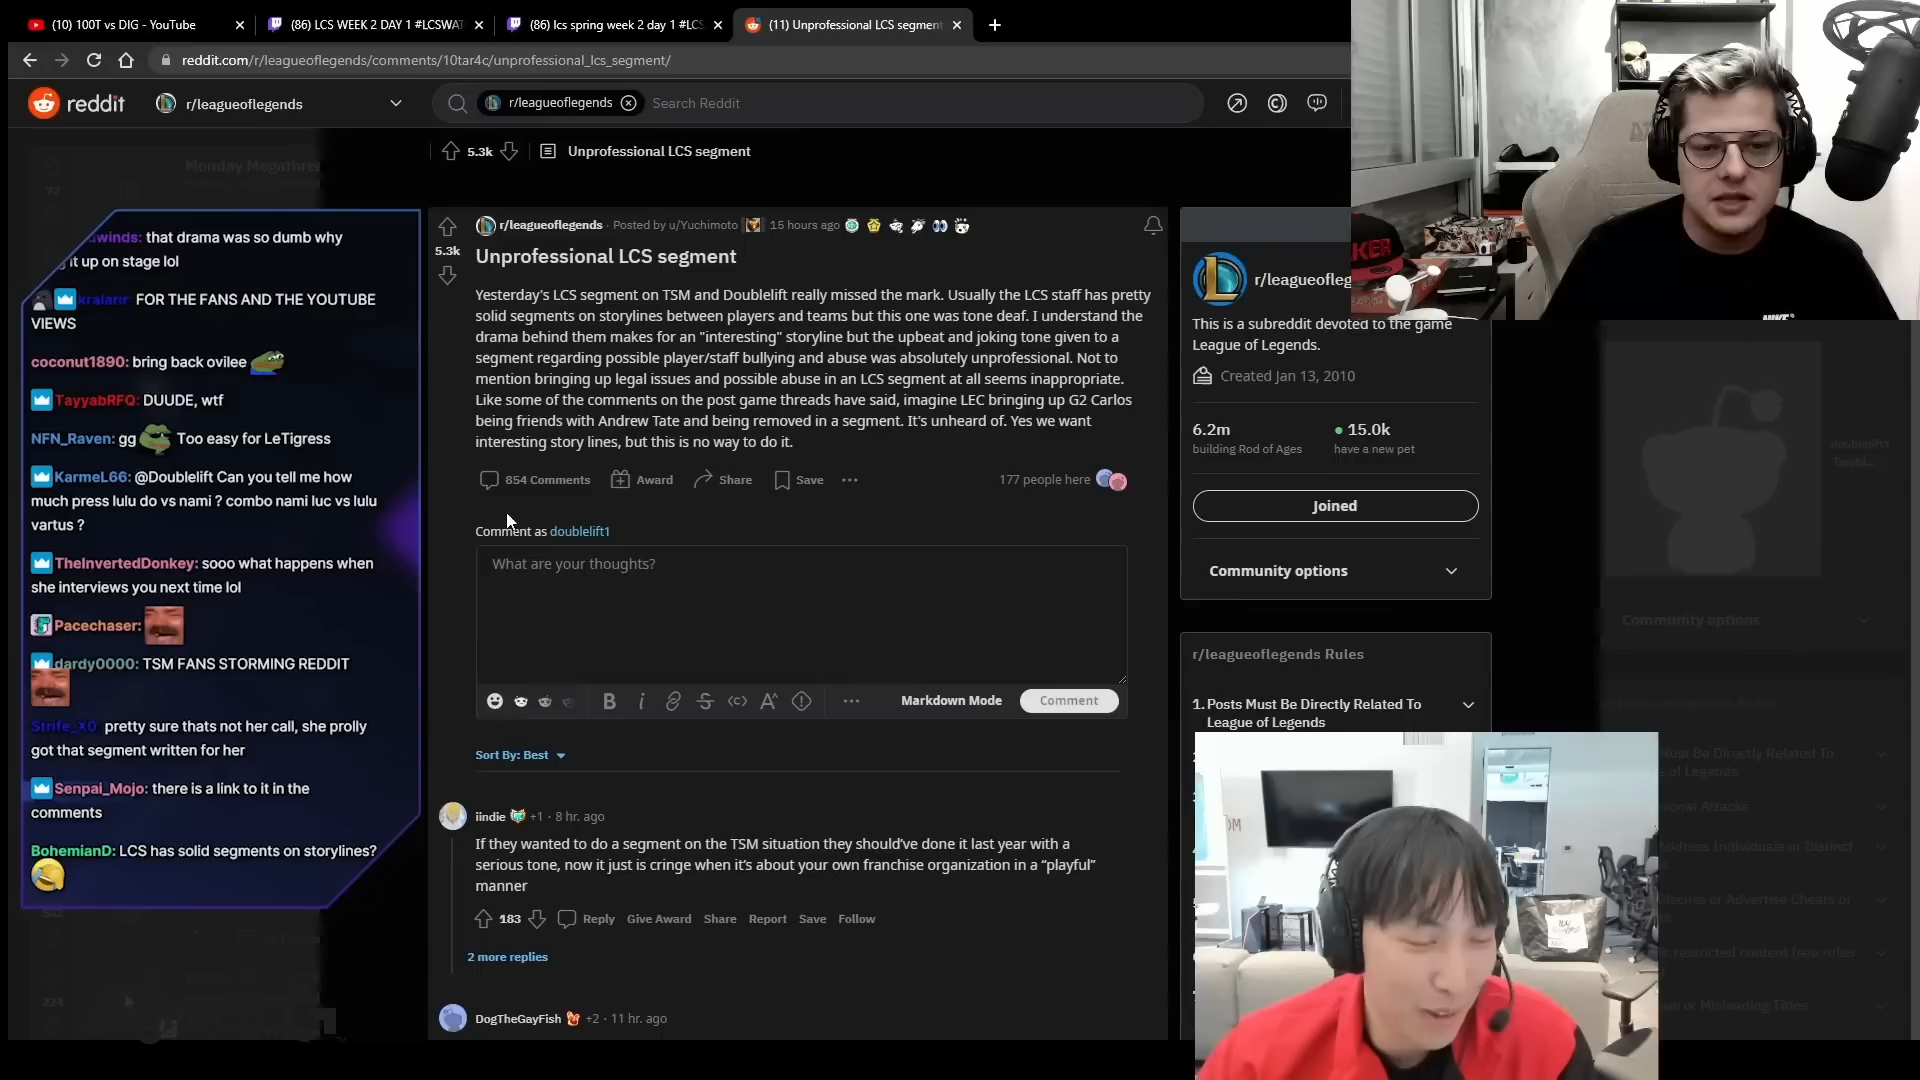 (10) 100T vs DIG - YouTube
(86) LCS WEEK 2 DAY 1 #LCSWAT
(86) lcs spring week 2 day 1 #LCS
(11) Unprofessional LCS segment
reddit.com/r/leagueoflegends/comments/10tar4c/unprofessional_lcs_segment/
reddit
r/leagueoflegends
r/leagueoflegends
Search Reddit
5.3k
Unprofessional LCS segment
Monday Megathre
72
winds: that drama was so dumb why
it up on stage lol
kralarir: FOR THE FANS AND THE YOUTUBE
VIEWS
coconut1890: bring back ovilee
TayyabRFQ: DUUDE, wtf
NFN_Raven: gg Too easy for LeTigress
KarmeL66: @Doublelift Can you tell me how
much press lulu do vs nami ? combo nami luc vs lulu
vartus ?
TheInvertedDonkey: sooo what happens when
she interviews you next time lol
Pacechaser:
dardy0000: TSM FANS STORMING REDDIT
Strife_X0 pretty sure thats not her call, she prolly
got that segment written for her
Senpai_Mojo: there is a link to it in the
comments
BohemianD: LCS has solid segments on storylines?
224
5.3k
r/leagueoflegends · Posted by u/Yuchimoto 15 hours ago
Unprofessional LCS segment
Yesterday's LCS segment on TSM and Doublelift really missed the mark. Usually the LCS staff has pretty
solid segments on storylines between players and teams but this one was tone deaf. I understand the
drama behind them makes for an "interesting" storyline but the upbeat and joking tone given to a
segment regarding possible player/staff bullying and abuse was absolutely unprofessional. Not to
mention bringing up legal issues and possible abuse in an LCS segment at all seems inappropriate.
Like some of the comments on the post game threads have said, imagine LEC bringing up G2 Carlos
being friends with Andrew Tate and being removed in a segment. It's unheard of. Yes we want
interesting story lines, but this is no way to do it.
854 Comments
Award
Share
Save
177 people here
Comment as doublelift1
What are your thoughts?
Markdown Mode
Comment
Sort By: Best
iindie +1 · 8 hr. ago
If they wanted to do a segment on the TSM situation they should've done it last year with a
serious tone, now it just is cringe when it's about your own franchise organization in a "playful"
manner
183
Reply
Give Award
Share
Report
Save
Follow
2 more replies
DogTheGayFish +2 · 11 hr. ago
r/leagueofleg
This is a subreddit devoted to the game
League of Legends.
Created Jan 13, 2010
6.2m
15.0k
building Rod of Ages
have a new pet
Joined
Community options
r/leagueoflegends Rules
1. Posts Must Be Directly Related To
League of Legends
Community options
Must Be Directly Related To
of Legends